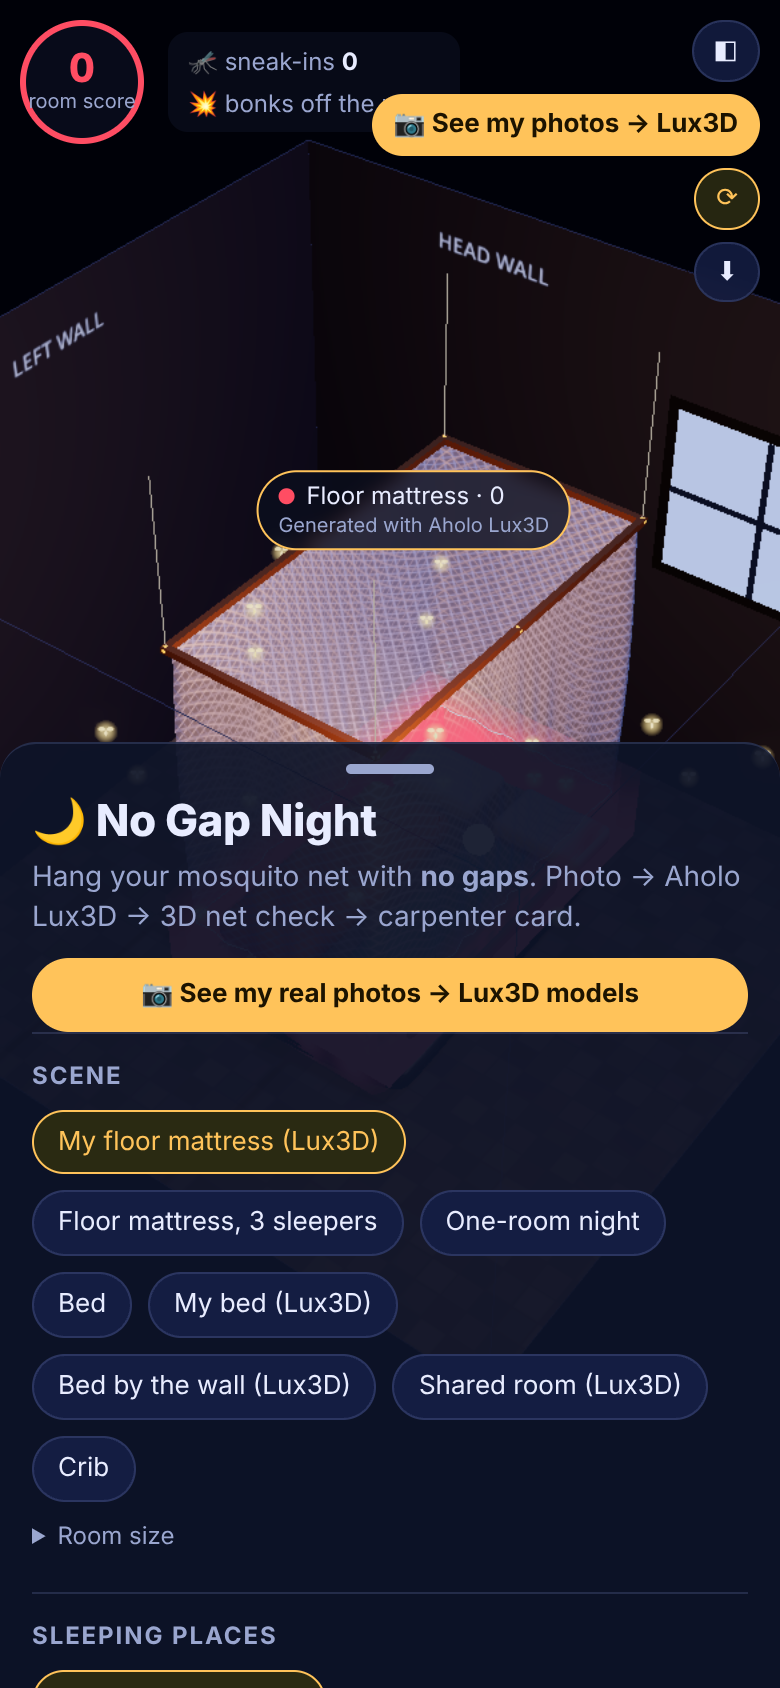 0
room score
🦟 sneak-ins 0
💥 bonks off the
📷 See my photos → Lux3D
HEAD WALL
LEFT WALL
Floor mattress · 0
Generated with Aholo Lux3D
🌙 No Gap Night
Hang your mosquito net with no gaps. Photo → Aholo
Lux3D → 3D net check → carpenter card.
📷 See my real photos → Lux3D models
SCENE
My floor mattress (Lux3D)
Floor mattress, 3 sleepers
One-room night
Bed
My bed (Lux3D)
Bed by the wall (Lux3D)
Shared room (Lux3D)
Crib
▶ Room size
SLEEPING PLACES